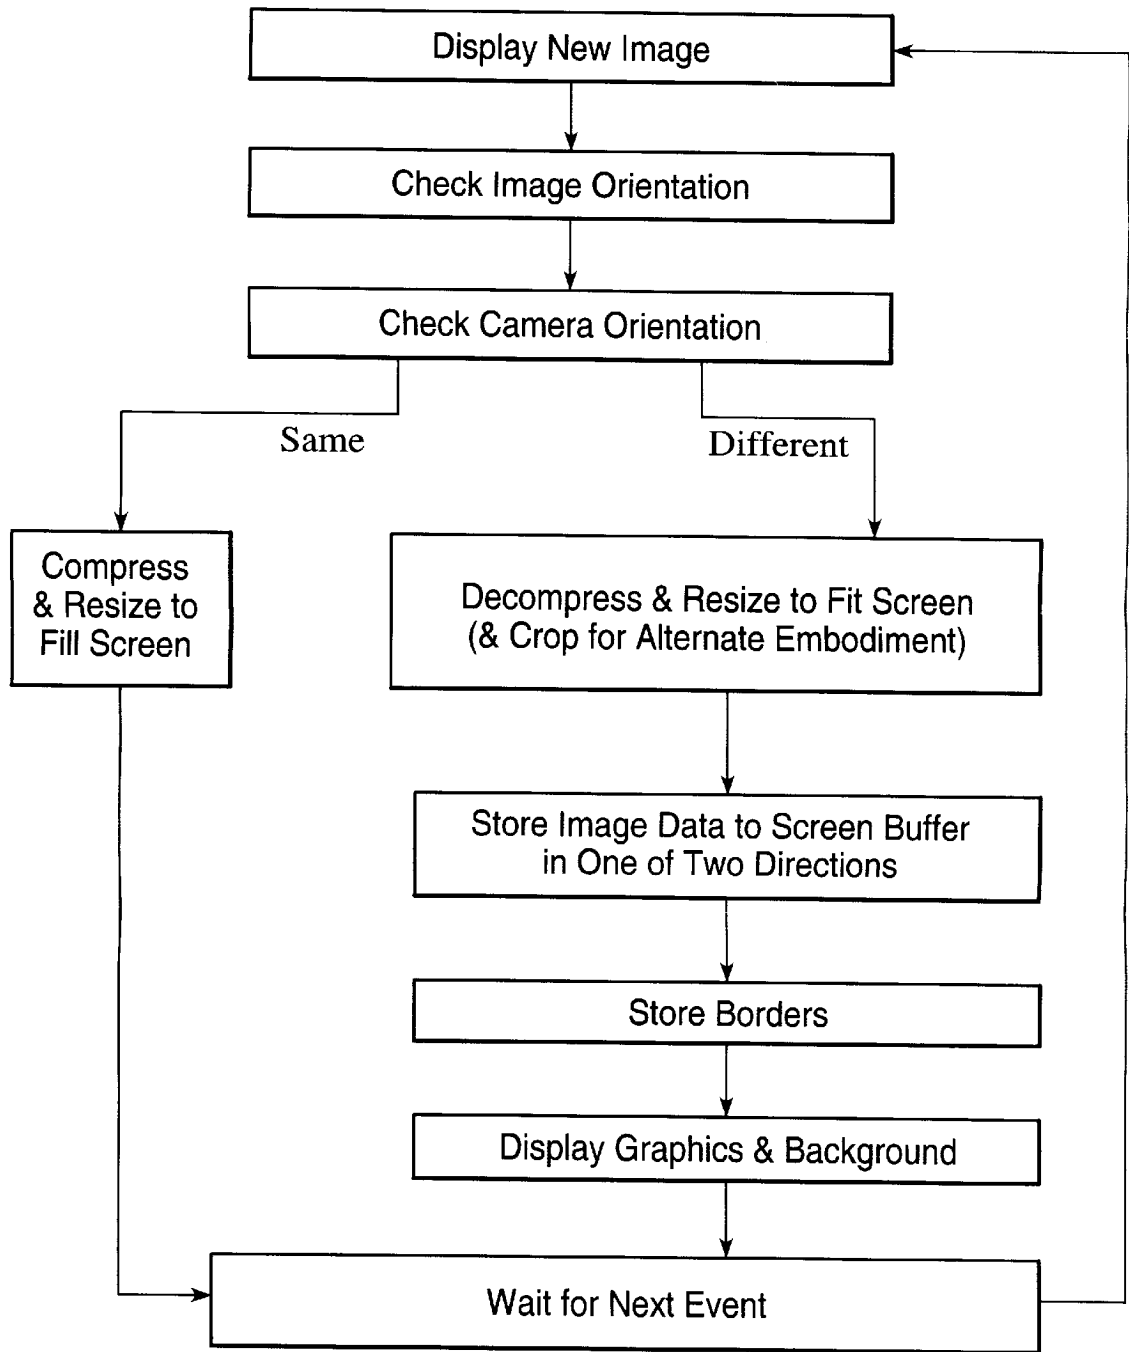 Display New Image
Check Image Orientation
Check Camera Orientation
Same
Different
Compress
& Resize to
Fill Screen
Decompress & Resize to Fit Screen
(& Crop for Alternate Embodiment)
Store Image Data to Screen Buffer
in One of Two Directions
Store Borders
Display Graphics & Background
Wait for Next Event